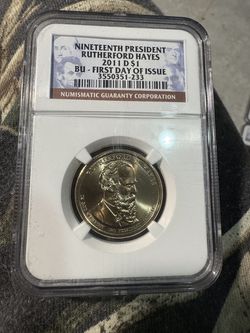 NINETEENTH PRESIDENT
RUTHERFORD HAYES
2011 D $1
BU - FIRST DAY OF ISSUE
3550351-233
NUMISMATIC GUARANTY CORPORATION